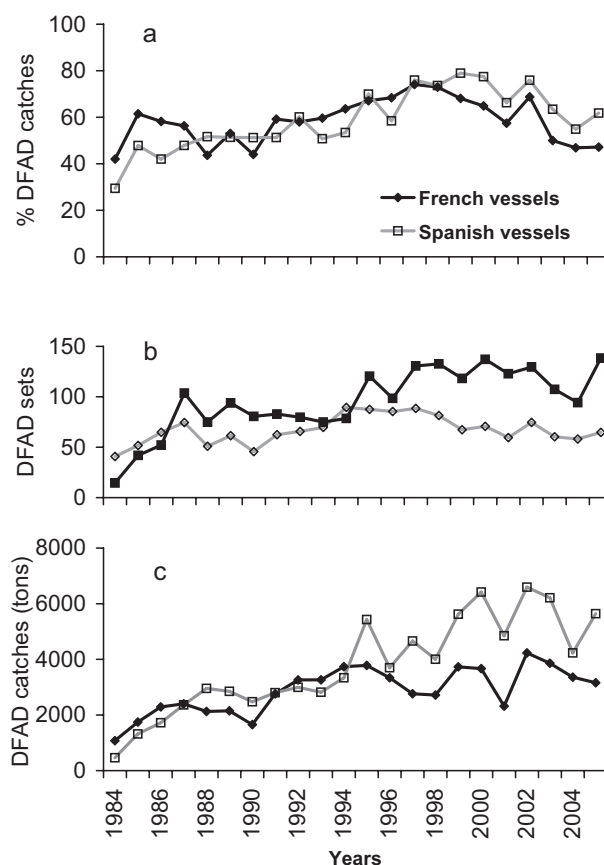 a
% DFAD catches
100
80
60
40
20
0
French vessels
Spanish vessels
b
DFAD sets
150
100
50
0
c
DFAD catches (tons)
8000
6000
4000
2000
0
1984
1986
1988
1990
1992
1994
1996
1998
2000
2002
2004
Years